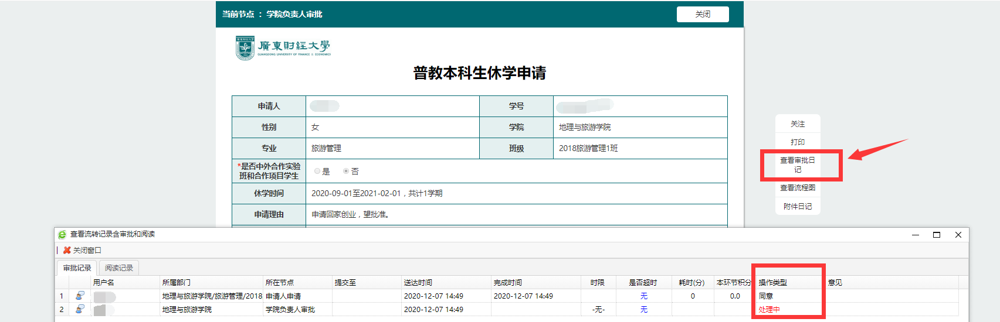 当前节点 ： 学院负责人审批
关闭
廣東財經大學
GUANGDONG UNIVERSITY OF FINANCE & ECONOMICS
普教本科生休学申请
申请人 学号
性别 女 学院 地理与旅游学院
专业 旅游管理 班级 2018旅游管理1班
*是否中外合作实验
班和合作项目学生 是 否
休学时间 2020-09-01至2021-02-01，共计1学期
申请理由 申请回家创业，望批准。
关注
打印
查看审批日
记
查看流程图
附件日记
查看流转记录含审批和阅读
关闭窗口
审批记录 阅读记录
用户名 所属部门 所在节点 提交至 送达时间 完成时间 时限 是否超时 耗时(分) 本环节积分 操作类型 意见
1 地理与旅游学院/旅游管理/2018 申请人申请 2020-12-07 14:49 2020-12-07 14:49 无 0 0.0 同意
2 地理与旅游学院 学院负责人审批 2020-12-07 14:49 -无- 无 处理中